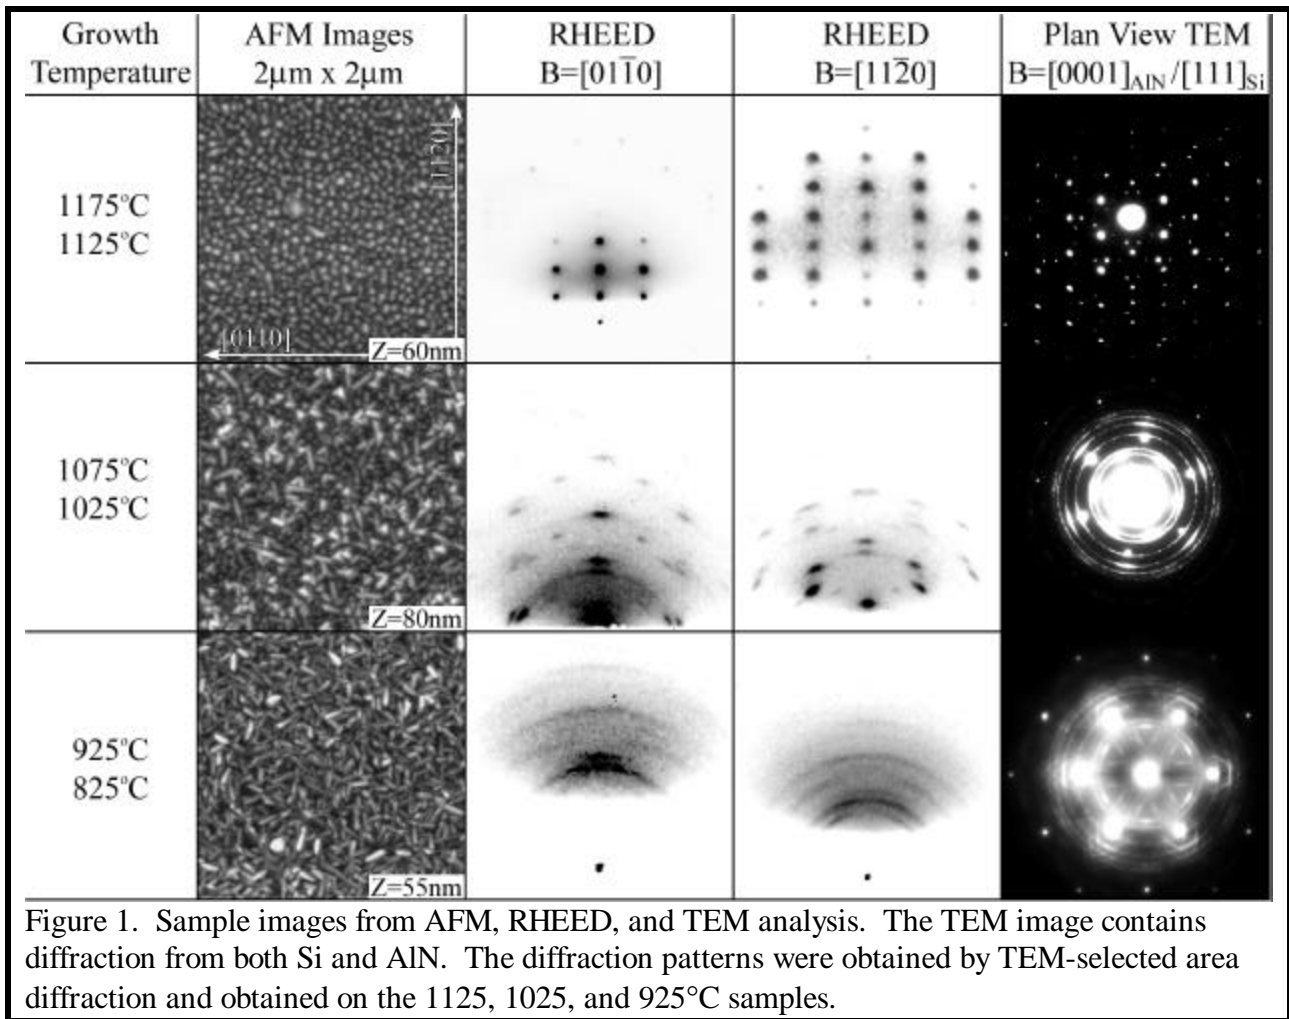 Growth Temperature
AFM Images 2μm x 2μm
RHEED B=[011̄0]
RHEED B=[112̄0]
Plan View TEM B=[0001]AlN/[111]Si
1175°C
1125°C
[112̄0]
[011̄0]
Z=60nm
1075°C
1025°C
Z=80nm
925°C
825°C
Z=55nm
Figure 1.  Sample images from AFM, RHEED, and TEM analysis.  The TEM image contains
diffraction from both Si and AlN.  The diffraction patterns were obtained by TEM-selected area
diffraction and obtained on the 1125, 1025, and 925°C samples.